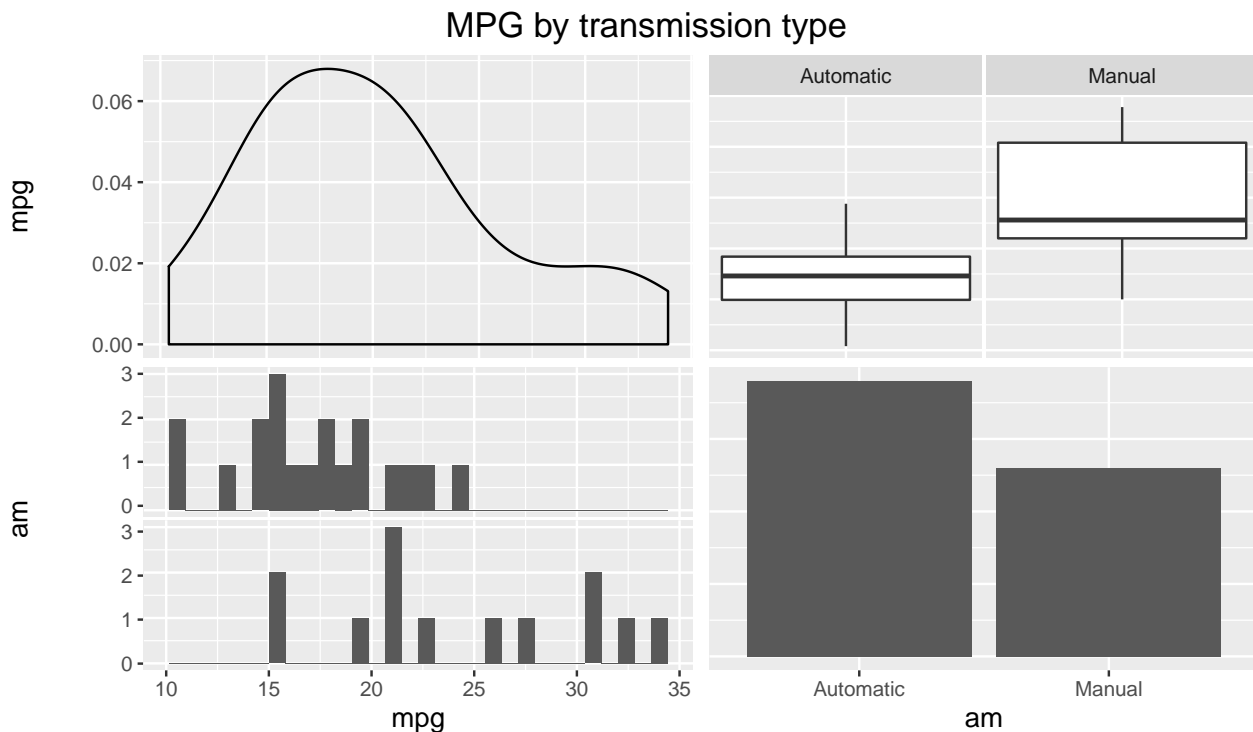 MPG by transmission type
Automatic
Manual
mpg
0.06
0.04
0.02
0.00
am
3
2
1
0
3
2
1
0
10 15 20 25 30 35
Automatic Manual
mpg
am